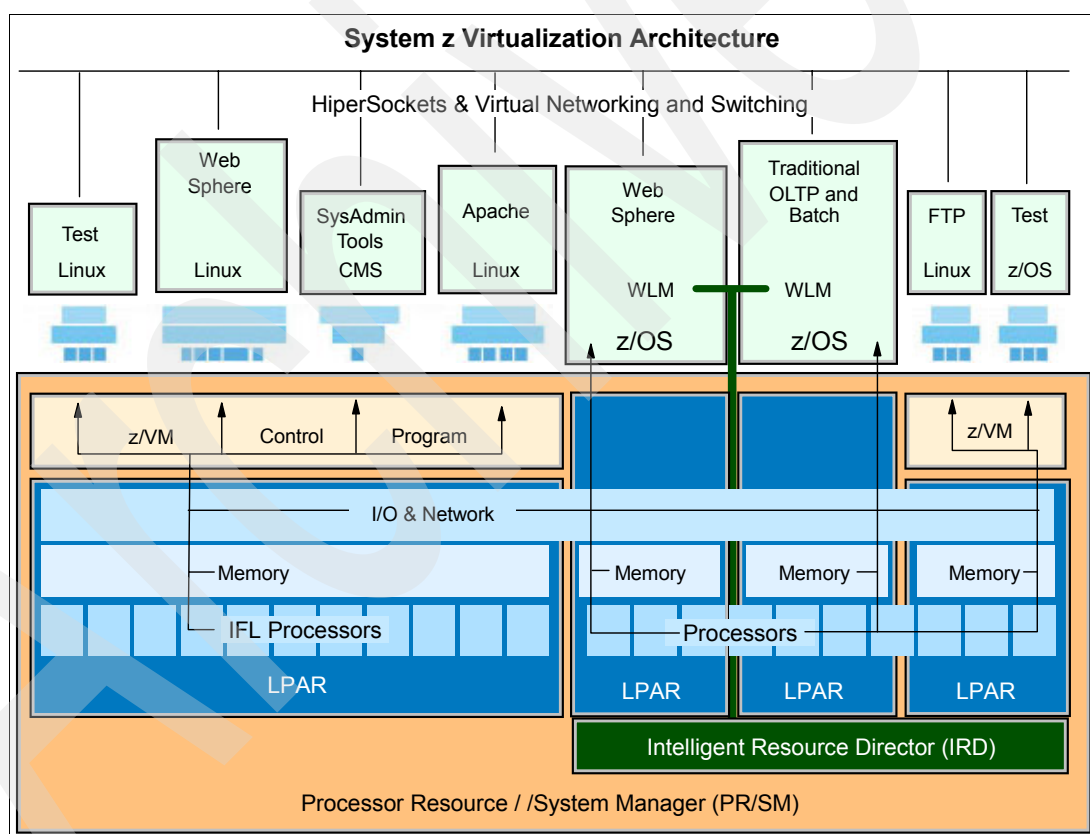 System z Virtualization Architecture
HiperSockets & Virtual Networking and Switching
Test
Linux
Web
Sphere
Linux
SysAdmin
Tools
CMS
Apache
Linux
Web
Sphere
WLM
z/OS
Traditional
OLTP and
Batch
WLM
z/OS
FTP
Linux
Test
z/OS
z/VM Control Program
z/VM
I/O & Network
Memory
Memory
Memory
Memory
IFL Processors
Processors
LPAR
LPAR
LPAR
LPAR
Intelligent Resource Director (IRD)
Processor Resource / /System Manager (PR/SM)